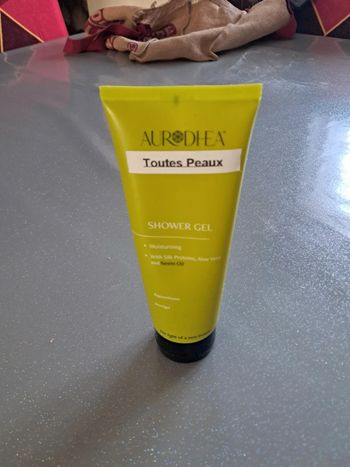 AURODHEA
Toutes Peaux
SHOWER GEL
• Moisturising
• With Silk Proteins, Aloe Vera
and Neem Oil